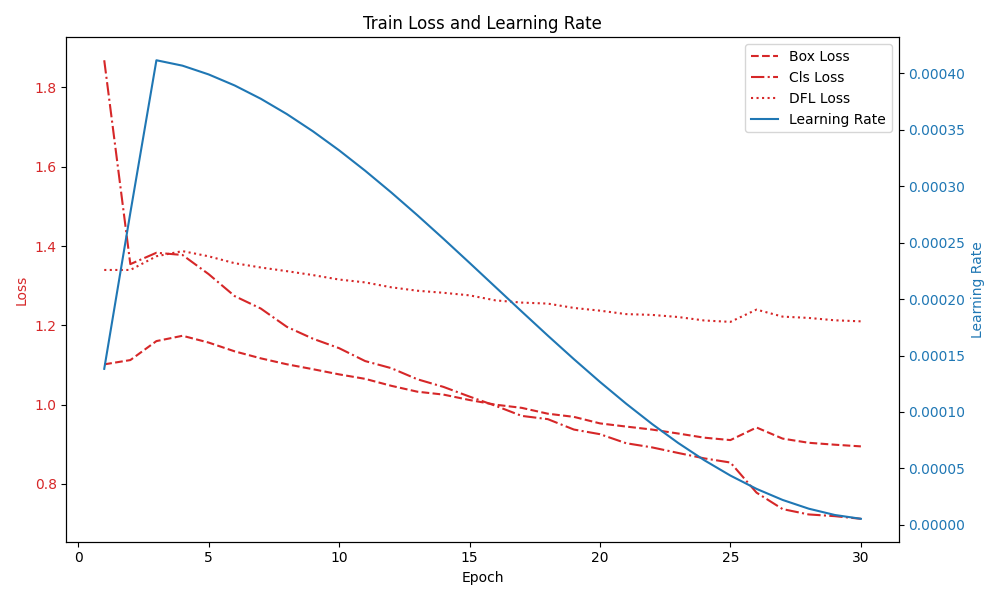 Train Loss and Learning Rate
Box Loss
Cls Loss
DFL Loss
Learning Rate
1.8
1.6
1.4
1.2
1.0
0.8
Loss
0.00040
0.00035
0.00030
0.00025
0.00020
0.00015
0.00010
0.00005
0.00000
Learning Rate
0 5 10 15 20 25 30
Epoch